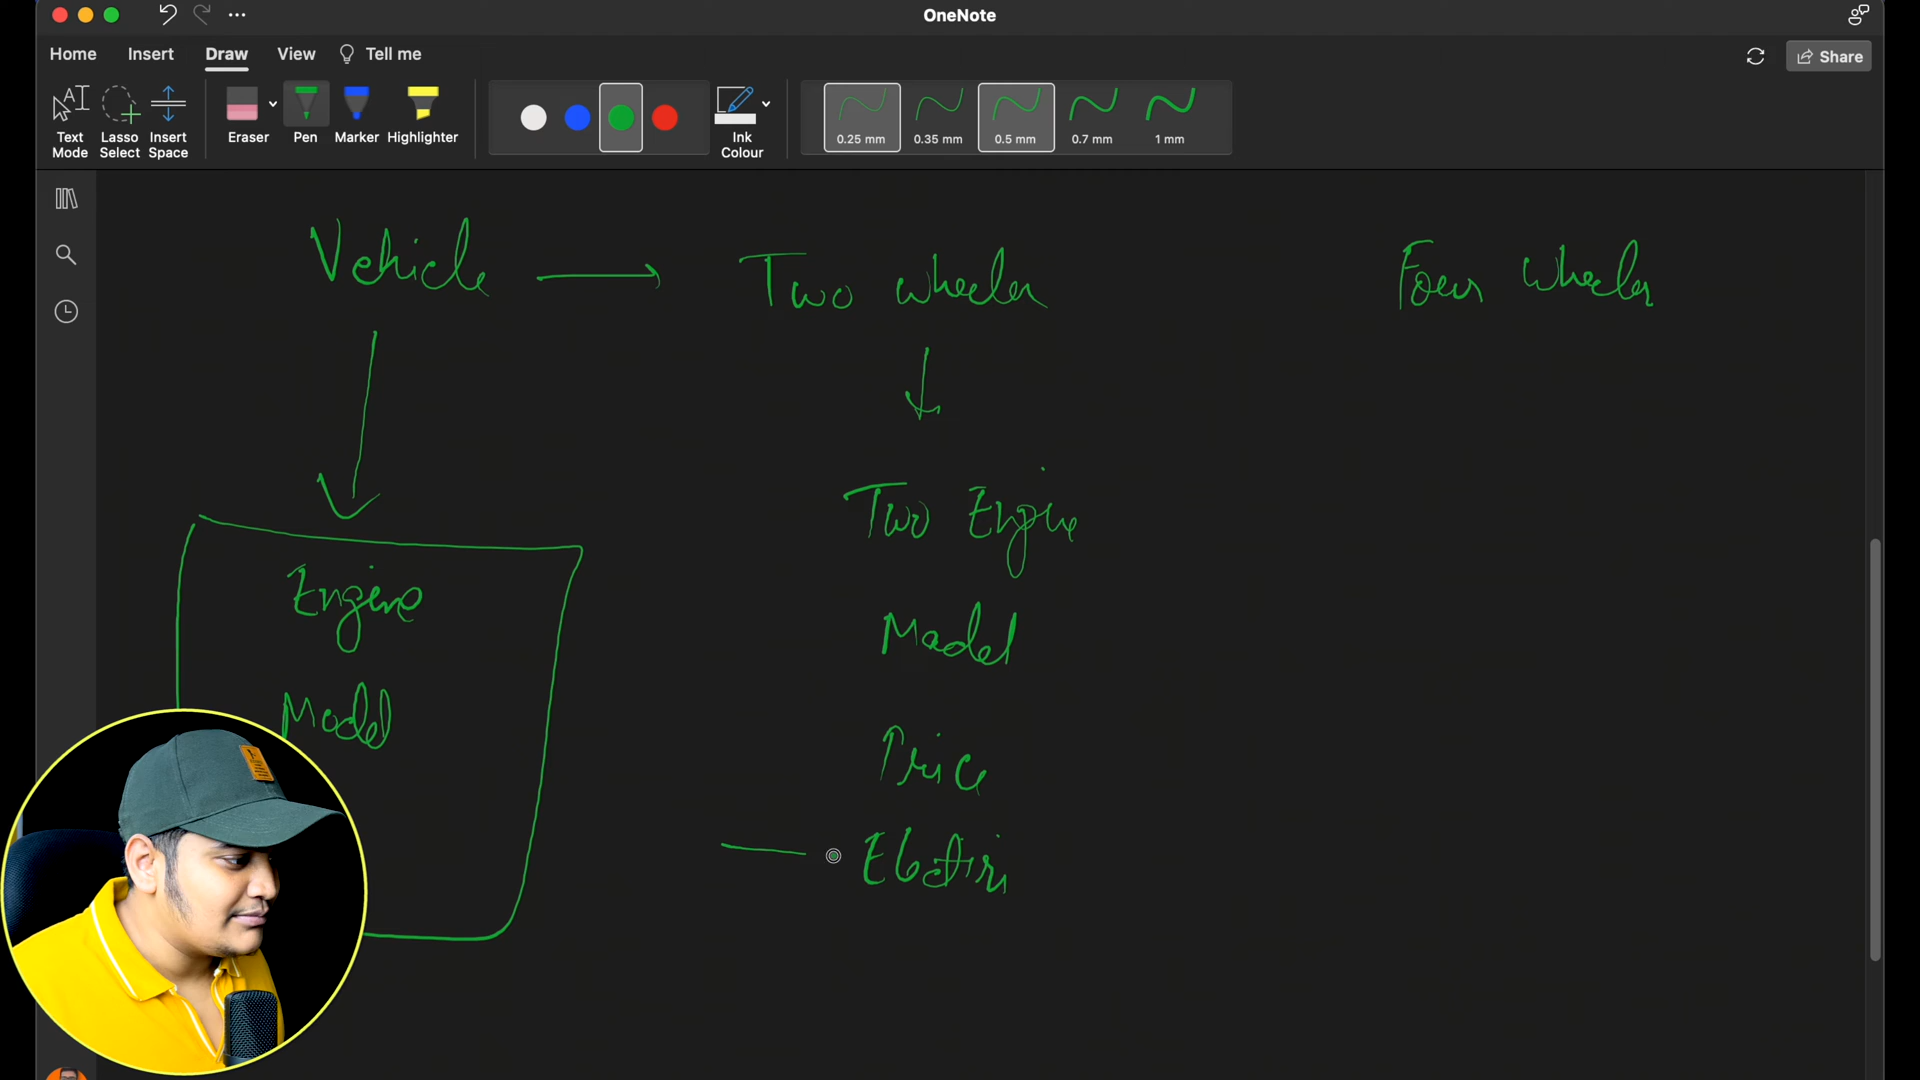 OneNote
Home Insert Draw View Tell me
Share
Text Mode
Lasso Select
Insert Space
Eraser
Pen
Marker
Highlighter
Ink Colour
0.25 mm
0.35 mm
0.5 mm
0.7 mm
1 mm
Vehicle Two wheeler Four Wheeler
Engine
Model
Two Engine
Model
Price
Electri